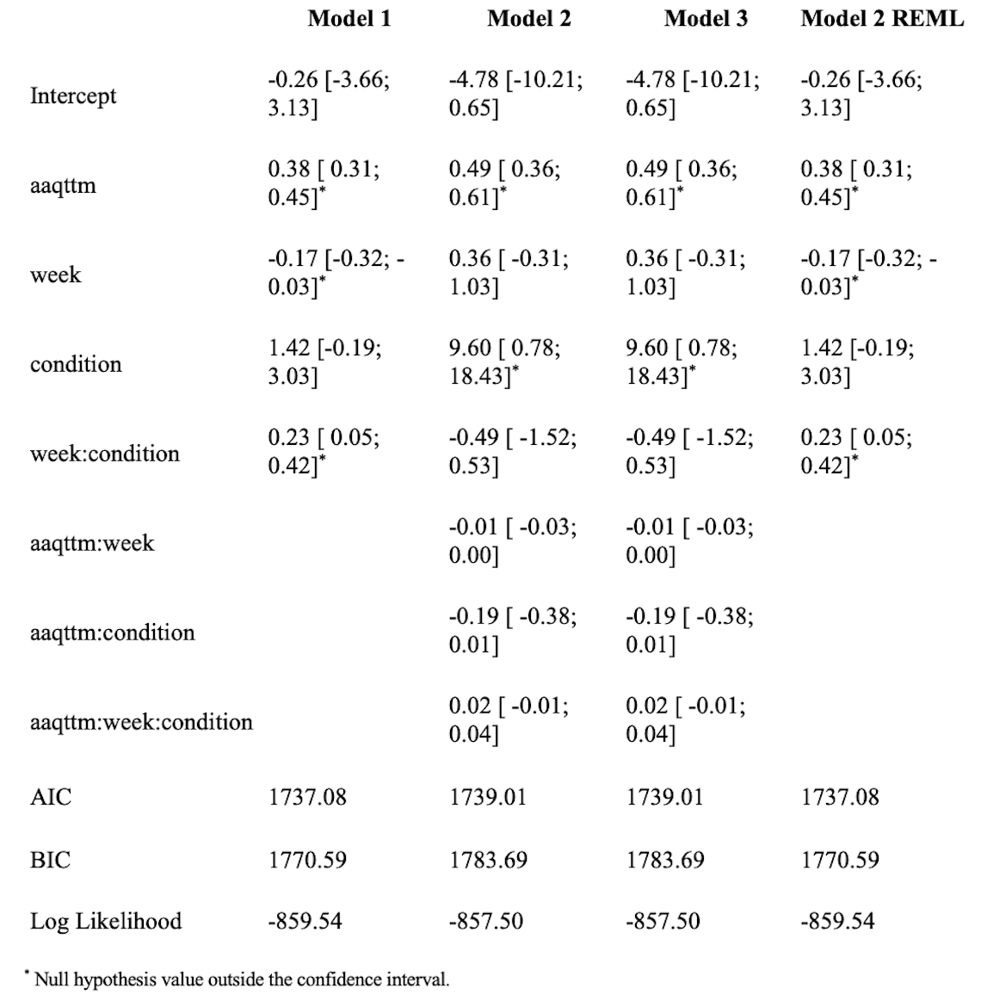 Model 1 Model 2 Model 3 Model 2 REML
Intercept -0.26 [-3.66; -4.78 [-10.21; -4.78 [-10.21; -0.26 [-3.66;
3.13] 0.65] 0.65] 3.13]
aaqttm 0.38 [ 0.31; 0.49 [ 0.36; 0.49 [ 0.36; 0.38 [ 0.31;
0.45]* 0.61]* 0.61]* 0.45]*
week -0.17 [-0.32; - 0.36 [ -0.31; 0.36 [ -0.31; -0.17 [-0.32; -
0.03]* 1.03] 1.03] 0.03]*
condition 1.42 [-0.19; 9.60 [ 0.78; 9.60 [ 0.78; 1.42 [-0.19;
3.03] 18.43]* 18.43]* 3.03]
week:condition 0.23 [ 0.05; -0.49 [ -1.52; -0.49 [ -1.52; 0.23 [ 0.05;
0.42]* 0.53] 0.53] 0.42]*
aaqttm:week -0.01 [ -0.03; -0.01 [ -0.03;
0.00] 0.00]
aaqttm:condition -0.19 [ -0.38; -0.19 [ -0.38;
0.01] 0.01]
aaqttm:week:condition 0.02 [ -0.01; 0.02 [ -0.01;
0.04] 0.04]
AIC 1737.08 1739.01 1739.01 1737.08
BIC 1770.59 1783.69 1783.69 1770.59
Log Likelihood -859.54 -857.50 -857.50 -859.54
* Null hypothesis value outside the confidence interval.